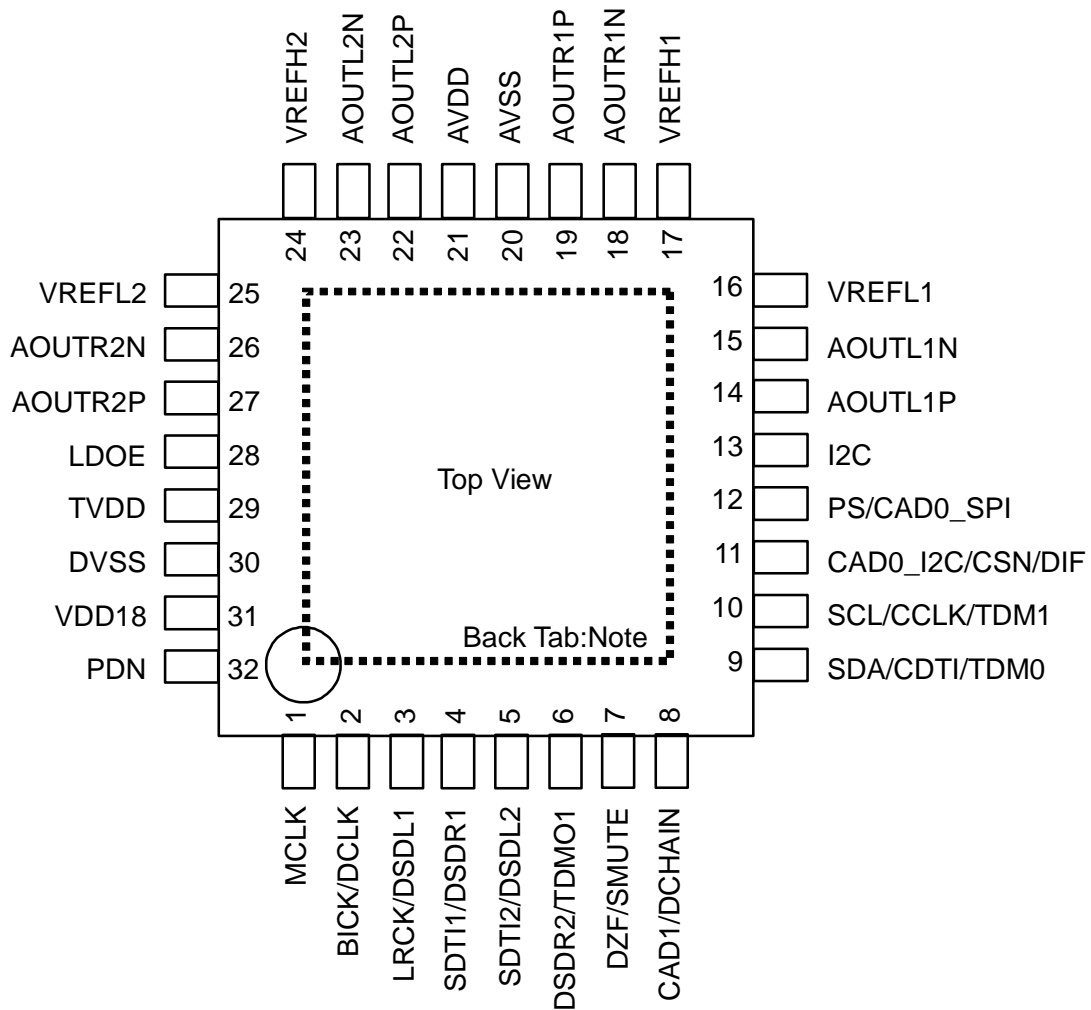 VREFH2
AOUTL2N
AOUTL2P
AVDD
AVSS
AOUTR1P
AOUTR1N
VREFH1
24
23
22
21
20
19
18
17
VREFL2 25
AOUTR2N 26
AOUTR2P 27
LDOE 28
TVDD 29
DVSS 30
VDD18 31
PDN 32
Top View
Back Tab:Note
16 VREFL1
15 AOUTL1N
14 AOUTL1P
13 I2C
12 PS/CAD0_SPI
11 CAD0_I2C/CSN/DIF
10 SCL/CCLK/TDM1
9 SDA/CDTI/TDM0
1
2
3
4
5
6
7
8
MCLK
BICK/DCLK
LRCK/DSDL1
SDTI1/DSDR1
SDTI2/DSDL2
DSDR2/TDMO1
DZF/SMUTE
CAD1/DCHAIN